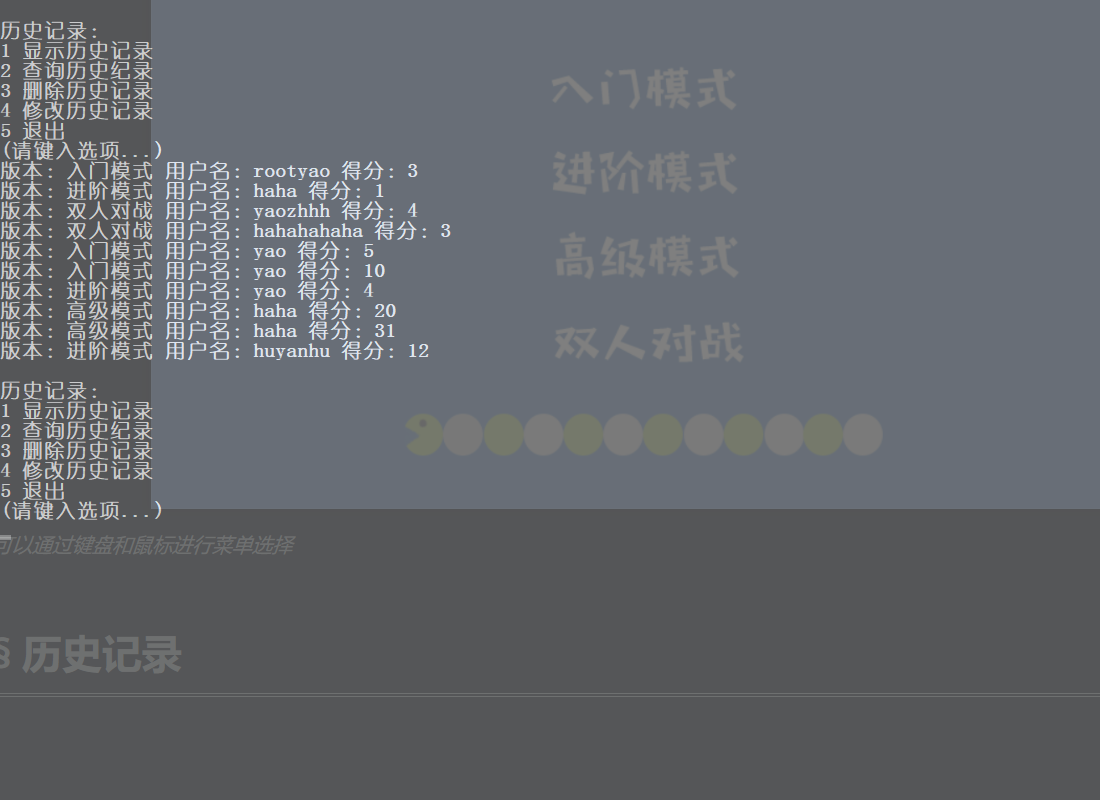 历史记录:
1 显示历史记录
2 查询历史纪录
3 删除历史记录
4 修改历史记录
5 退出
(请键入选项...)
版本: 入门模式 用户名: rootyao 得分: 3
版本: 进阶模式 用户名: haha 得分: 1
版本: 双人对战 用户名: yaozhhh 得分: 4
版本: 双人对战 用户名: hahahahaha 得分: 3
版本: 入门模式 用户名: yao 得分: 5
版本: 入门模式 用户名: yao 得分: 10
版本: 进阶模式 用户名: yao 得分: 4
版本: 高级模式 用户名: haha 得分: 20
版本: 高级模式 用户名: haha 得分: 31
版本: 进阶模式 用户名: huyanhu 得分: 12
历史记录:
1 显示历史记录
2 查询历史纪录
3 删除历史记录
4 修改历史记录
5 退出
(请键入选项...)
入门模式
进阶模式
高级模式
双人对战
可以通过键盘和鼠标进行菜单选择
§ 历史记录